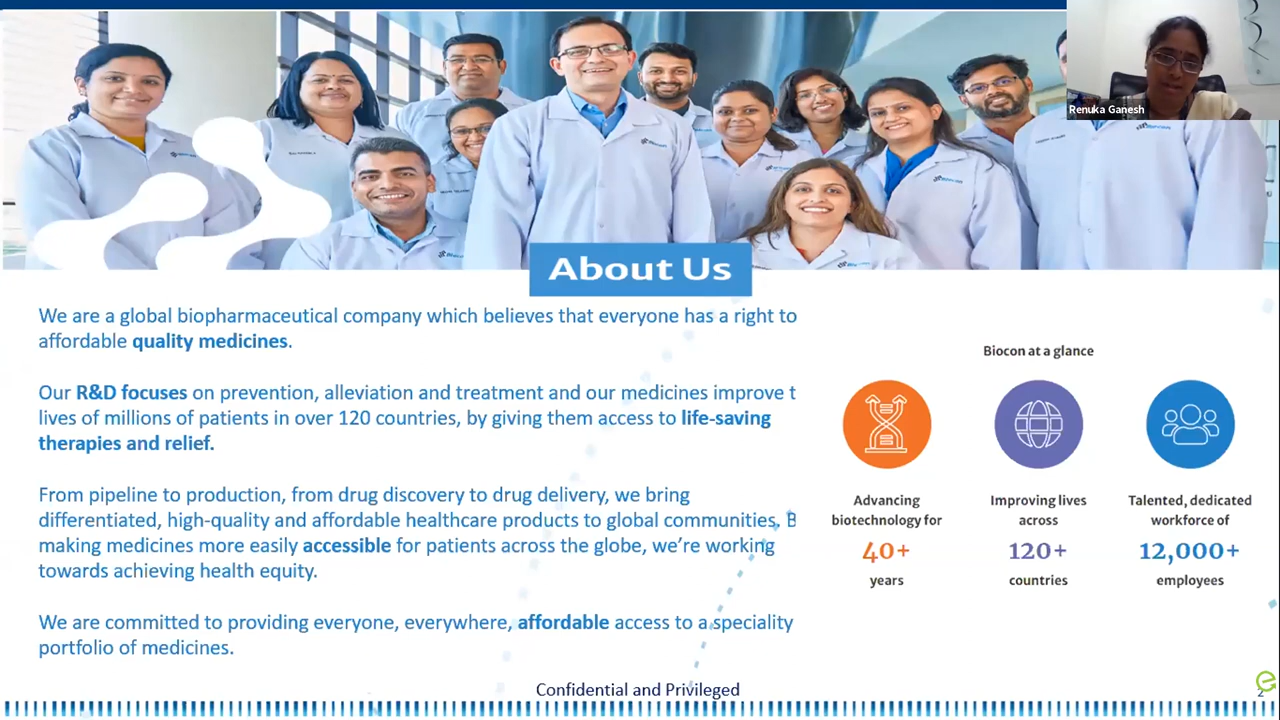 Renuka Ganesh
Biocon
About Us
We are a global biopharmaceutical company which believes that everyone has a right to
affordable quality medicines.
Our R&D focuses on prevention, alleviation and treatment and our medicines improve t
lives of millions of patients in over 120 countries, by giving them access to life-saving
therapies and relief.
From pipeline to production, from drug discovery to drug delivery, we bring
differentiated, high-quality and affordable healthcare products to global communities. B
making medicines more easily accessible for patients across the globe, we’re working
towards achieving health equity.
We are committed to providing everyone, everywhere, affordable access to a speciality
portfolio of medicines.
Biocon at a glance
Advancing
biotechnology for
40+
years
Improving lives
across
120+
countries
Talented, dedicated
workforce of
12,000+
employees
Confidential and Privileged
2